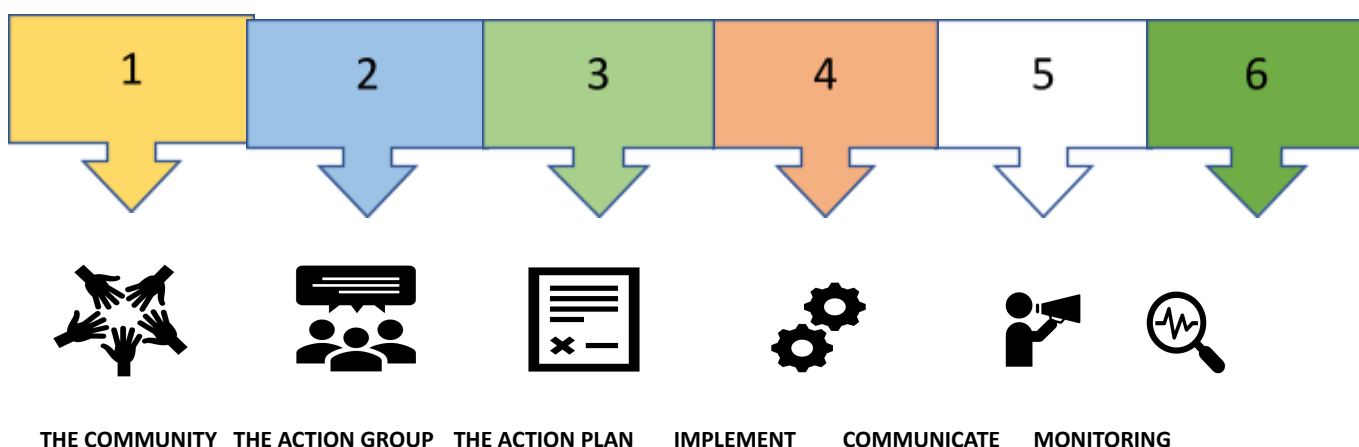 1 2 3 4 5 6
THE COMMUNITY THE ACTION GROUP THE ACTION PLAN IMPLEMENT COMMUNICATE MONITORING